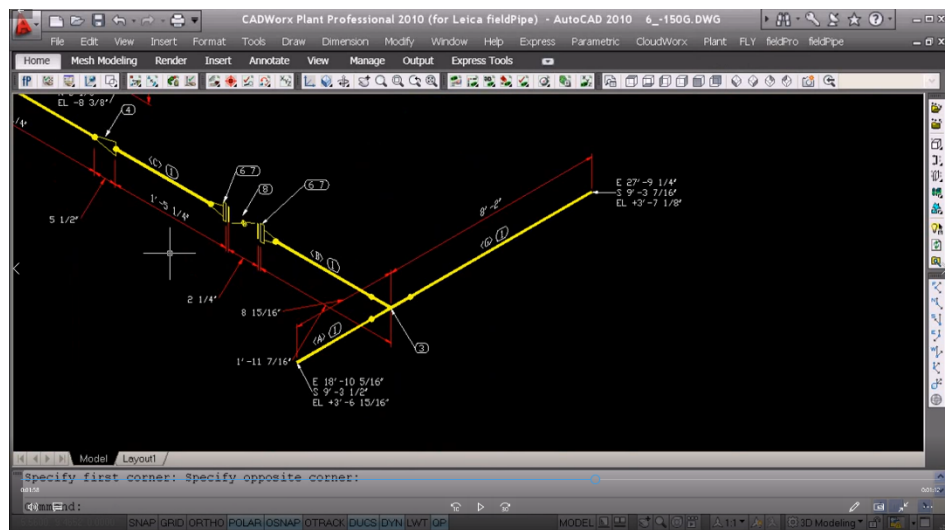 CADWorx Plant Professional 2010 (for Leica fieldPipe) - AutoCAD 2010 6_-150G.DWG
File Edit View Insert Format Tools Draw Dimension Modify Window Help Express Parametric CloudWorx Plant FLY fieldPro fieldPipe
Home Mesh Modeling Render Insert Annotate View Manage Output Express Tools
fP
EL -8 3/8"
4
<C> 1
6 7
8
6 7
5 1/2"
1'-5 1/4"
2 1/4"
<B> 1
8 15/16"
8'-2"
<G> 1
E 27'-9 1/4"
S 9'-3 7/16"
EL +3'-7 1/8"
<A> 1
3
1'-11 7/16"
E 18'-10 5/16"
S 9'-3 1/2"
EL +3'-6 15/16"
Model Layout1
Specify first corner: Specify opposite corner:
SNAP GRID ORTHO POLAR OSNAP OTRACK DUCS DYN LWT QP MODEL 1:1 3D Modeling